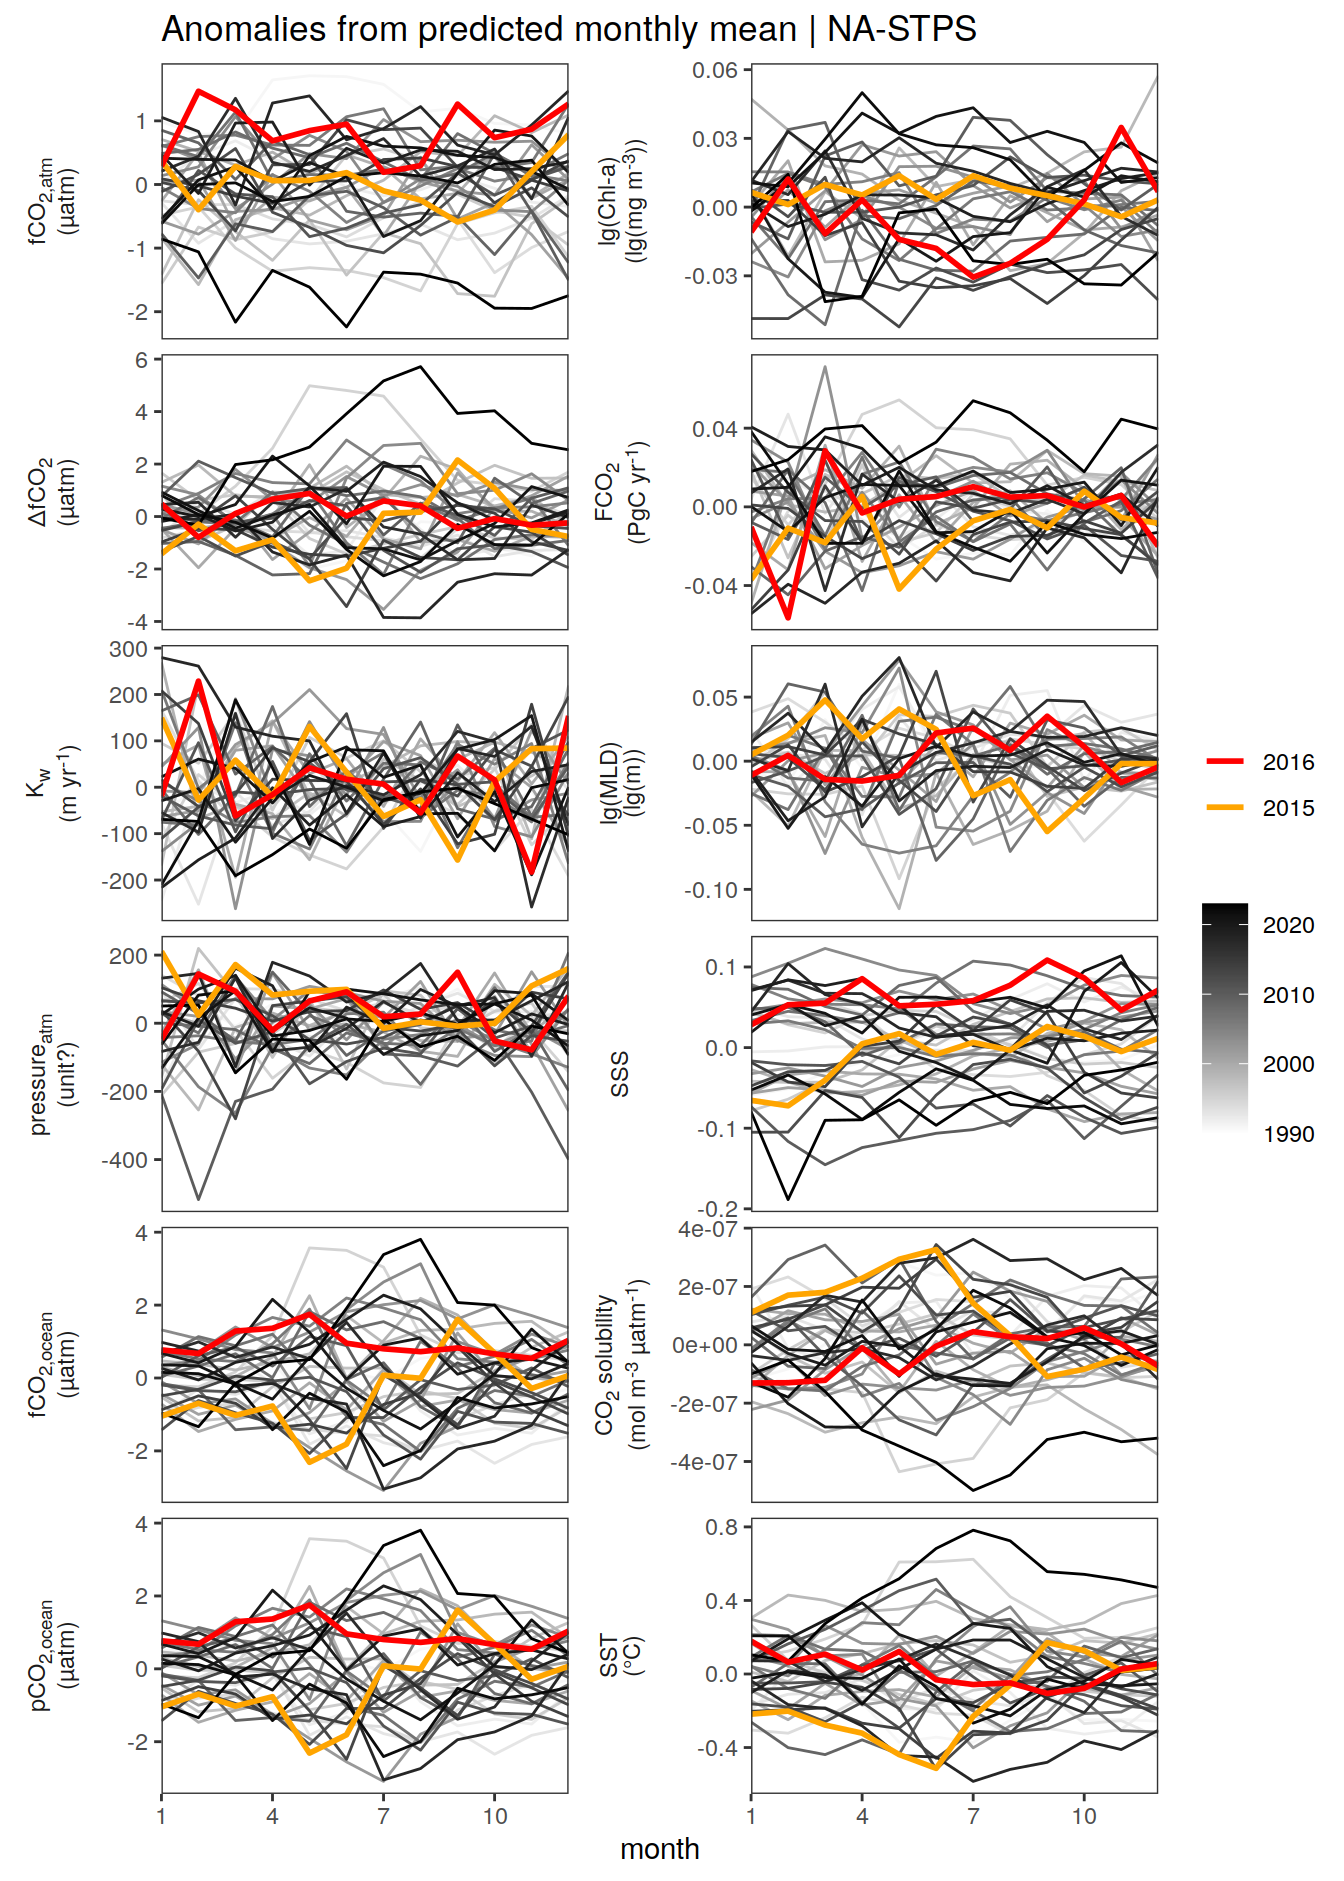 Anomalies from predicted monthly mean | NA-STPS
fCO2,atm
(µatm)
1
0
-1
-2
lg(Chl-a)
(lg(mg m-3))
0.06
0.03
0.00
-0.03
ΔfCO2
(µatm)
6
4
2
0
-2
-4
FCO2
(PgC yr-1)
0.04
0.00
-0.04
Kw
(m yr-1)
300
200
100
0
-100
-200
lg(MLD)
(lg(m))
0.05
0.00
-0.05
-0.10
pressureatm
(unit?)
200
0
-200
-400
SSS
0.1
0.0
-0.1
-0.2
fCO2,ocean
(µatm)
4
2
0
-2
CO2 solubility
(mol m-3 µatm-1)
4e-07
2e-07
0e+00
-2e-07
-4e-07
pCO2,ocean
(µatm)
4
2
0
-2
SST
(°C)
0.8
0.4
0.0
-0.4
1 4 7 10
1 4 7 10
month
2016
2015
2020
2010
2000
1990